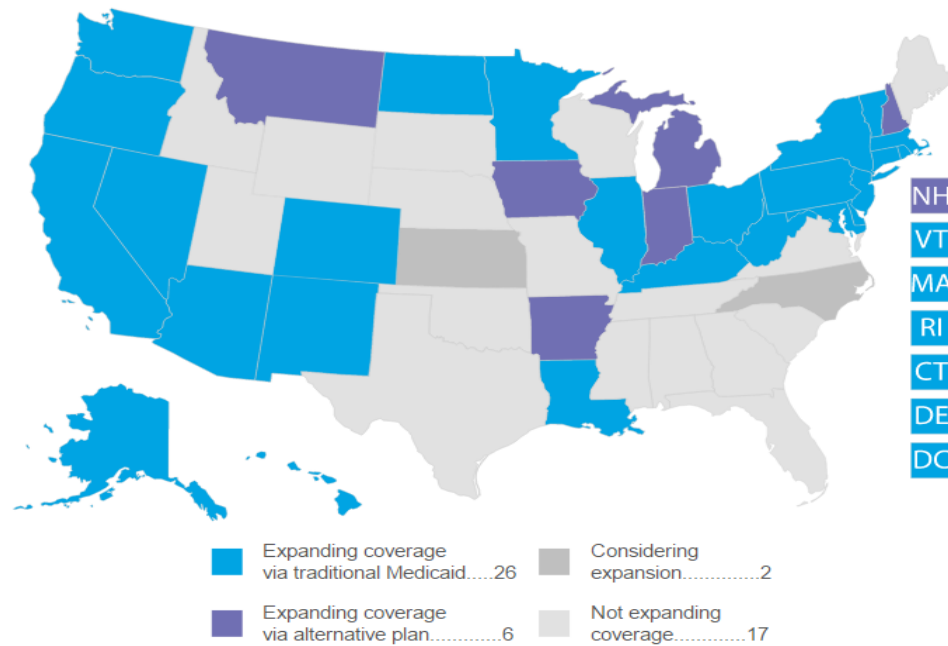 NH
VT
MA
RI
CT
DE
DC
Expanding coverage
via traditional Medicaid.....26
Considering
expansion..............2
Expanding coverage
via alternative plan.........6
Not expanding
coverage...........17